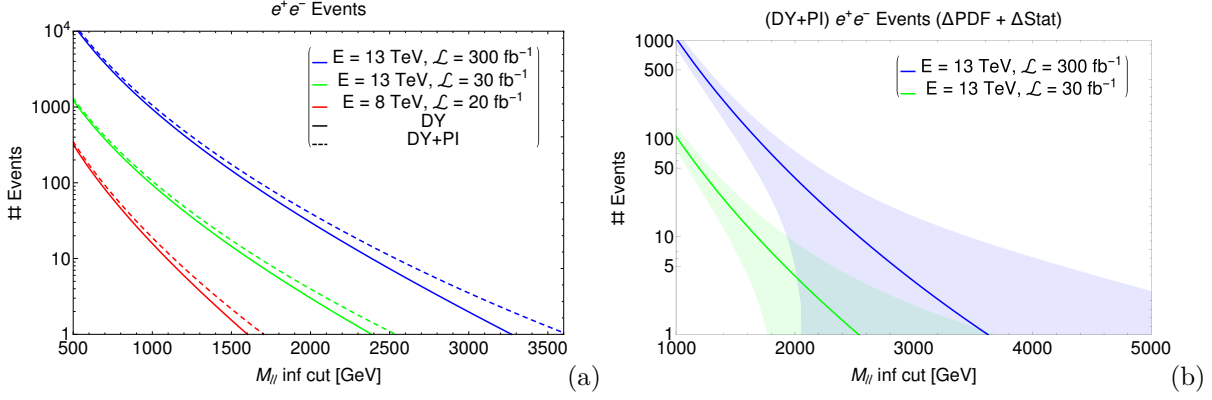 e⁺e⁻ Events
10⁴
1000
100
10
1
# Events
500 1000 1500 2000 2500 3000 3500
M_ll inf cut [GeV]
E = 13 TeV, ℒ = 300 fb⁻¹
E = 13 TeV, ℒ = 30 fb⁻¹
E = 8 TeV, ℒ = 20 fb⁻¹
DY
DY+PI
(a)
(DY+PI) e⁺e⁻ Events (ΔPDF + ΔStat)
1000
500
100
50
10
5
1
# Events
1000 2000 3000 4000 5000
M_ll inf cut [GeV]
E = 13 TeV, ℒ = 300 fb⁻¹
E = 13 TeV, ℒ = 30 fb⁻¹
(b)